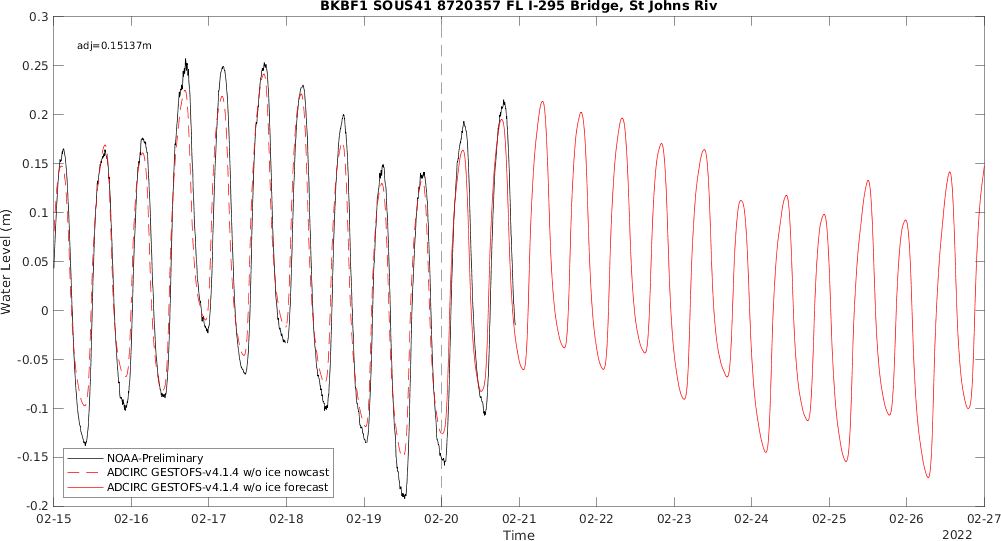 BKBF1 SOUS41 8720357 FL I-295 Bridge, St Johns Riv
adj=0.15137m
0.3
0.25
0.2
0.15
0.1
0.05
0
-0.05
-0.1
-0.15
-0.2
Water Level (m)
NOAA-Preliminary
ADCIRC GESTOFS-v4.1.4 w/o ice nowcast
ADCIRC GESTOFS-v4.1.4 w/o ice forecast
02-15 02-16 02-17 02-18 02-19 02-20 02-21 02-22 02-23 02-24 02-25 02-26 02-27
Time
2022